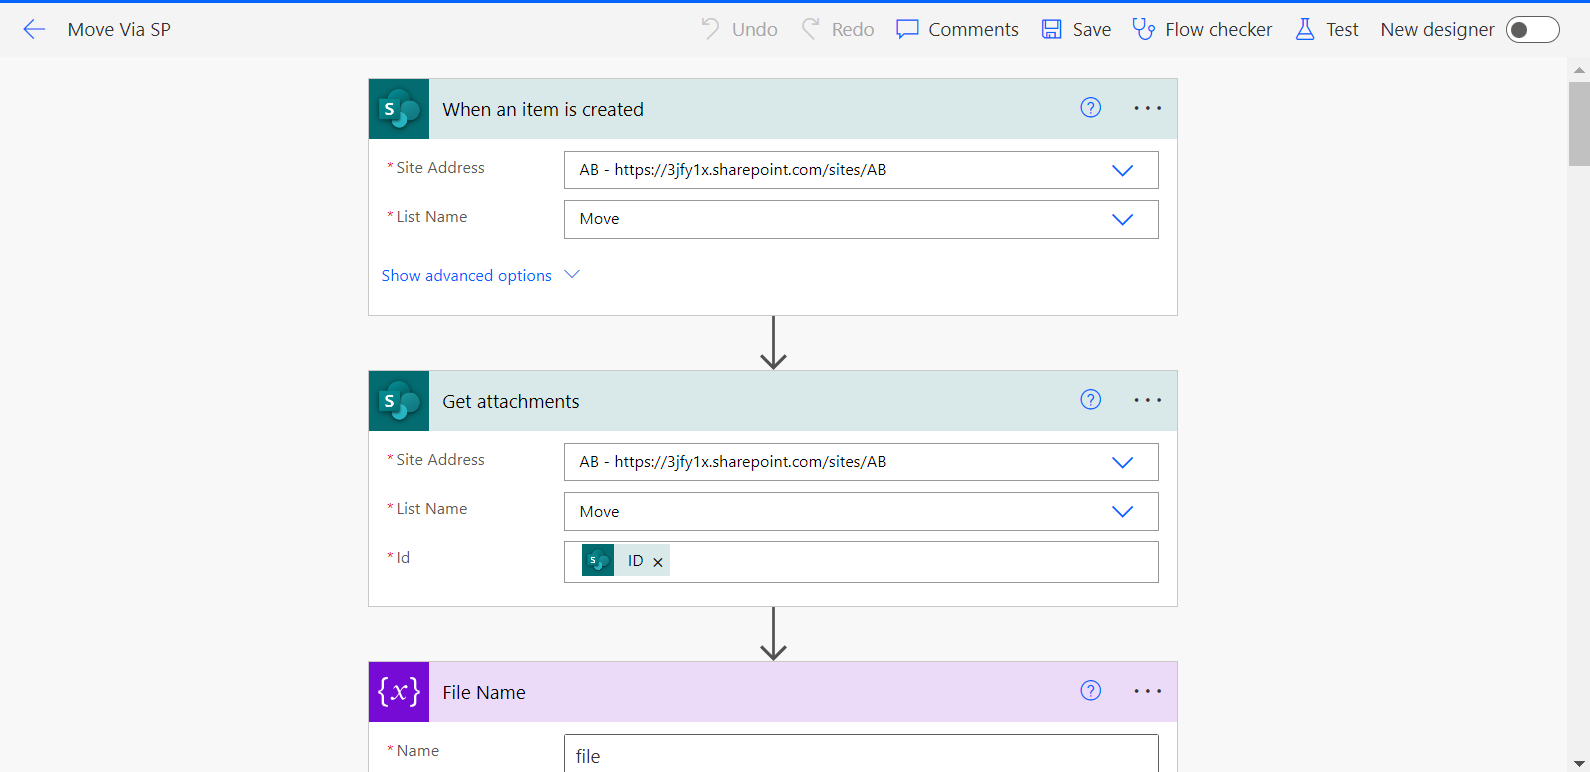 Move Via SP Undo Redo Comments Save Flow checker Test New designer
S When an item is created ? ...
* Site Address AB - https://3jfy1x.sharepoint.com/sites/AB
* List Name Move
Show advanced options
S Get attachments ? ...
* Site Address AB - https://3jfy1x.sharepoint.com/sites/AB
* List Name Move
* Id S ID ×
{x} File Name ? ...
* Name file